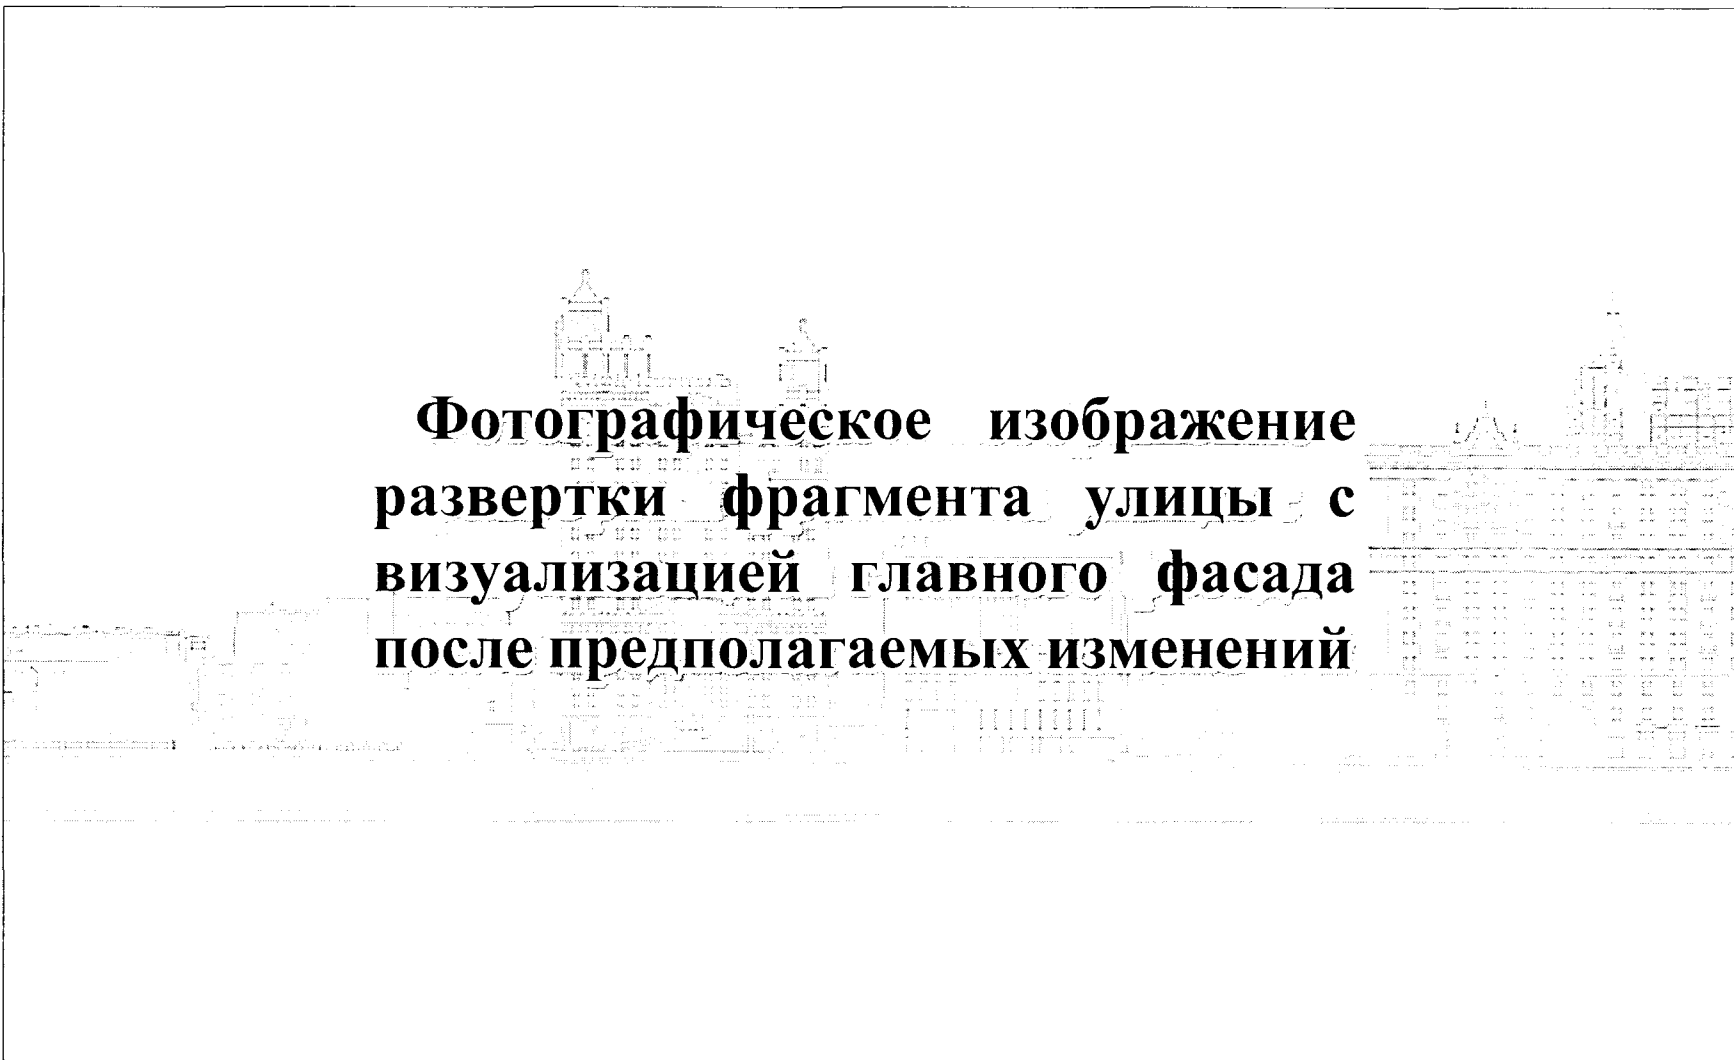 Фотографическое изображение
развертки фрагмента улицы с
визуализацией главного фасада
после предполагаемых изменений